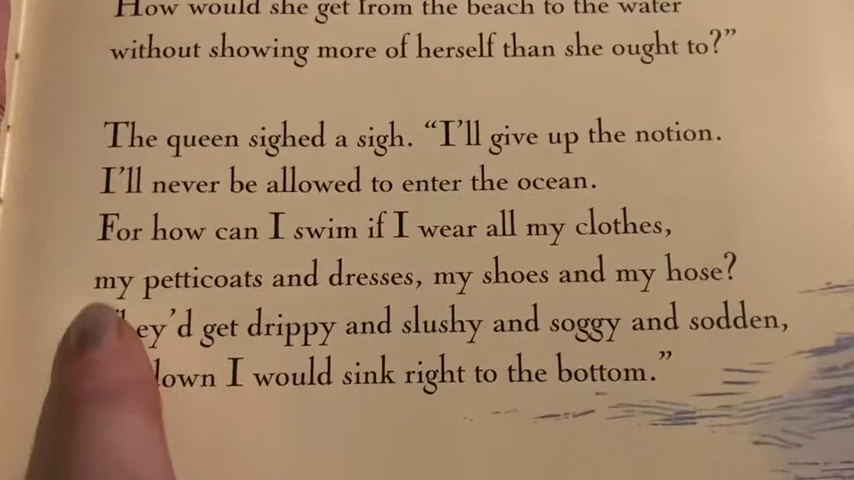 How would she get from the beach to the water
without showing more of herself than she ought to?”
The queen sighed a sigh. “I’ll give up the notion.
I’ll never be allowed to enter the ocean.
For how can I swim if I wear all my clothes,
my petticoats and dresses, my shoes and my hose?
ey’d get drippy and slushy and soggy and sodden,
down I would sink right to the bottom.”